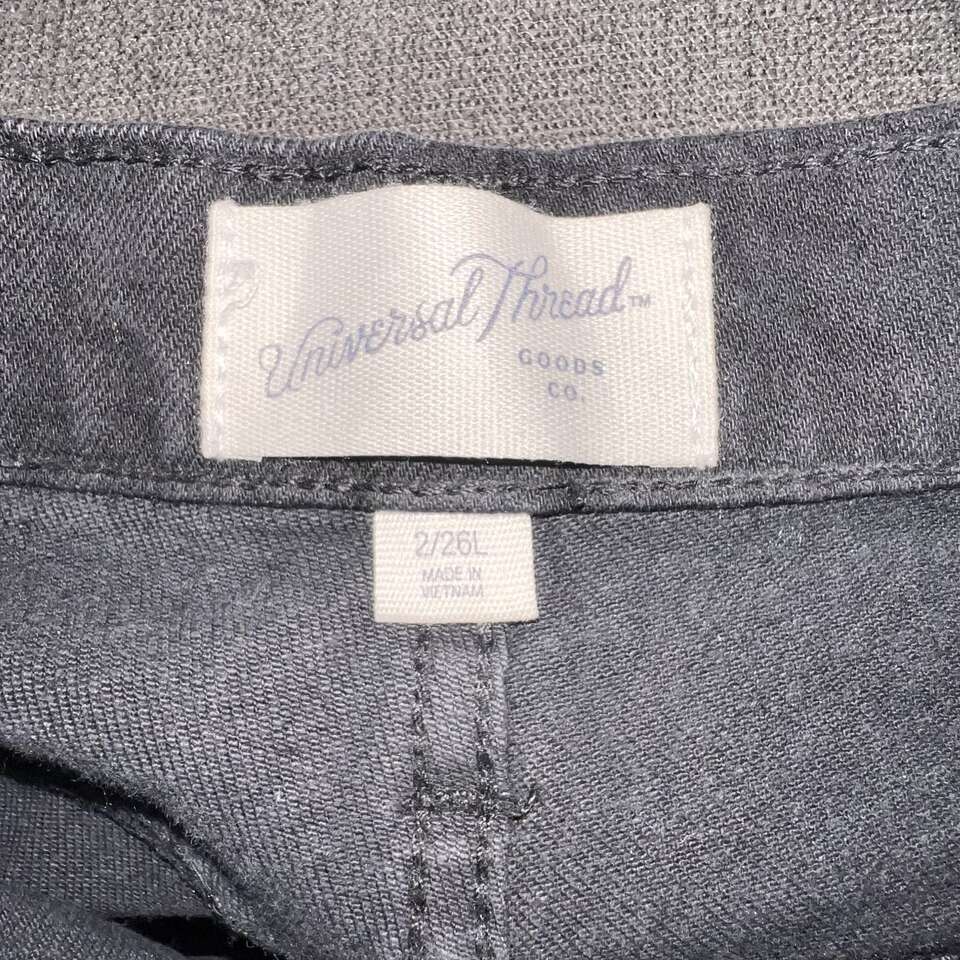 Universal Thread™
GOODS
CO.
2/26L
MADE IN
VIETNAM